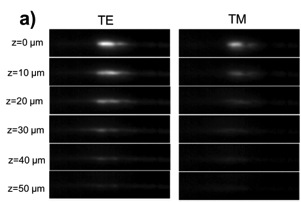 a) TE TM
z=0 µm
z=10 µm
z=20 µm
z=30 µm
z=40 µm
z=50 µm